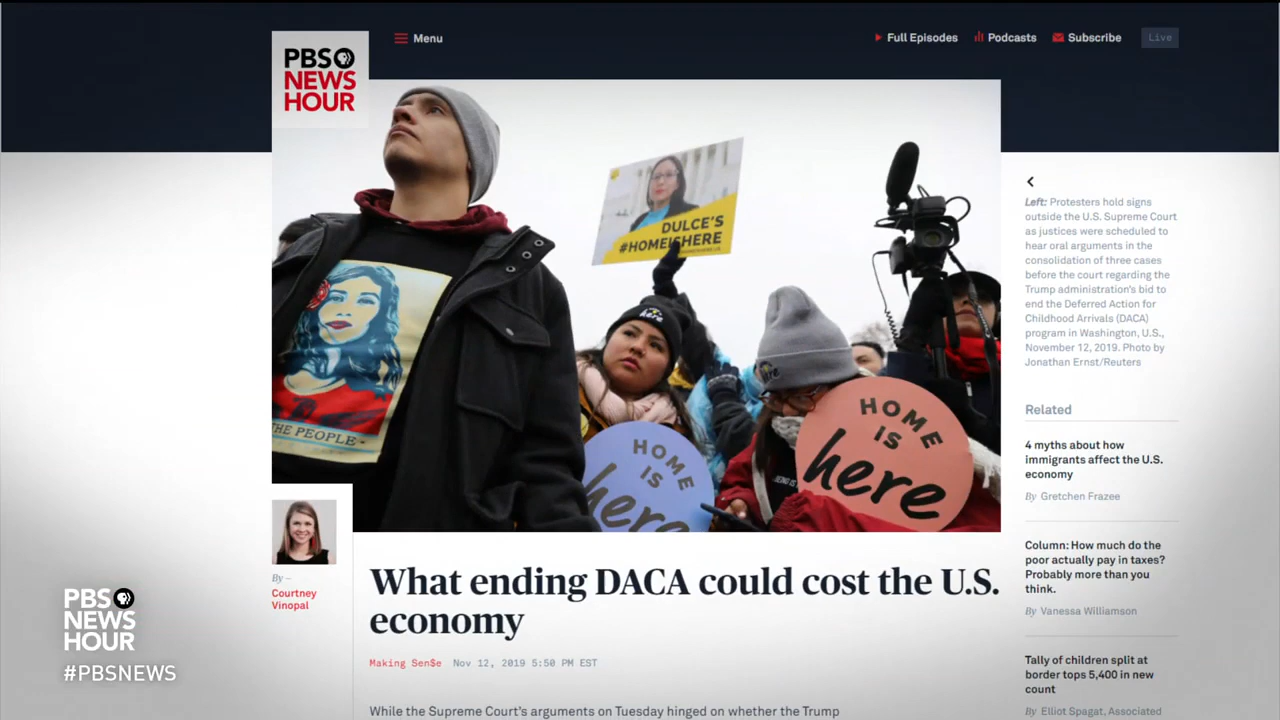 PBS
NEWS
HOUR
Menu
Full Episodes
Podcasts
Subscribe
Live
DULCE'S
#HOMEISHERE
here
THE PEOPLE
HOME
IS
here
HOME
IS
here
Left: Protesters hold signs
outside the U.S. Supreme Court
as justices were scheduled to
hear oral arguments in the
consolidation of three cases
before the court regarding the
Trump administration's bid to
end the Deferred Action for
Childhood Arrivals (DACA)
program in Washington, U.S.,
November 12, 2019. Photo by
Jonathan Ernst/Reuters
Related
4 myths about how
immigrants affect the U.S.
economy
By Gretchen Frazee
Column: How much do the
poor actually pay in taxes?
Probably more than you
think.
By Vanessa Williamson
Tally of children split at
border tops 5,400 in new
count
By Elliot Spagat, Associated
By –
Courtney
Vinopal
What ending DACA could cost the U.S.
economy
Making Sen$e Nov 12, 2019 5:50 PM EST
While the Supreme Court's arguments on Tuesday hinged on whether the Trump
PBS
NEWS
HOUR
#PBSNEWS